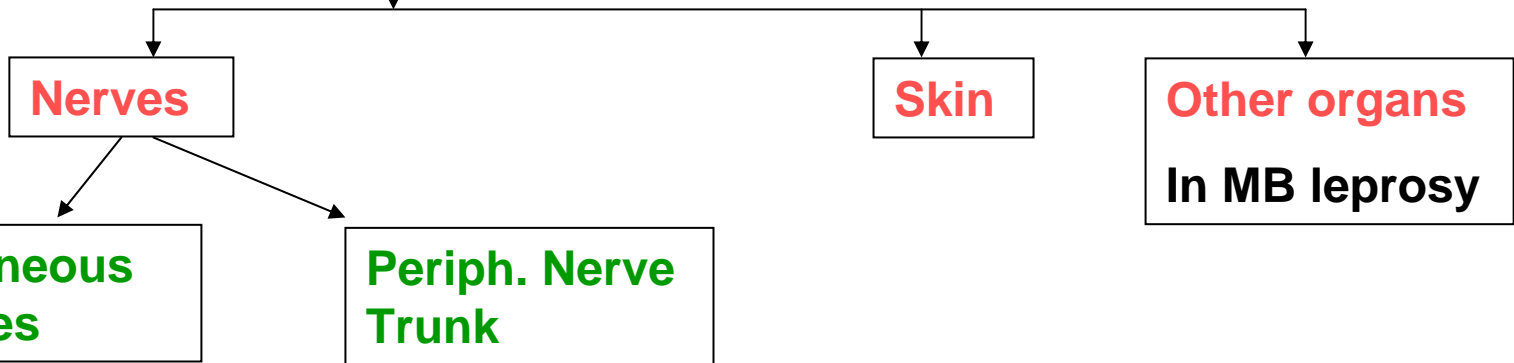 Nerves
Skin
Other organs
In MB leprosy
neous
es
Periph. Nerve
Trunk